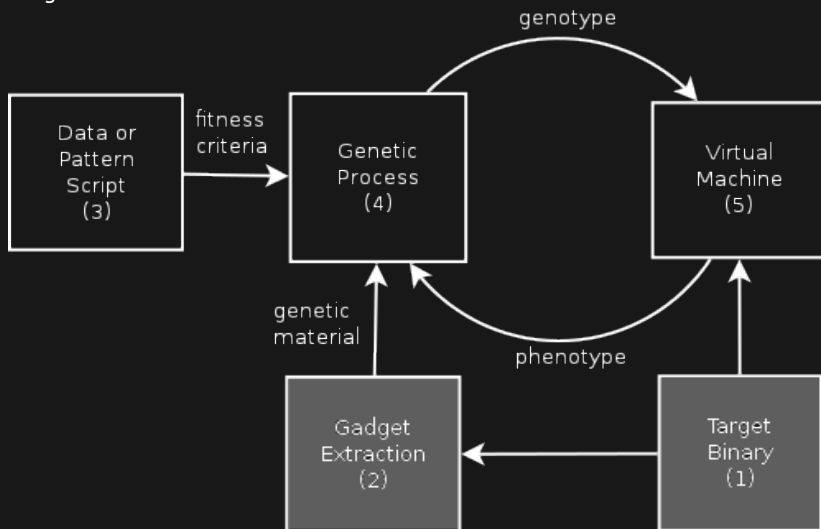 genotype
Data or
Pattern
Script
(3)
fitness
criteria
Genetic
Process
(4)
Virtual
Machine
(5)
genetic
material
phenotype
Gadget
Extraction
(2)
Target
Binary
(1)